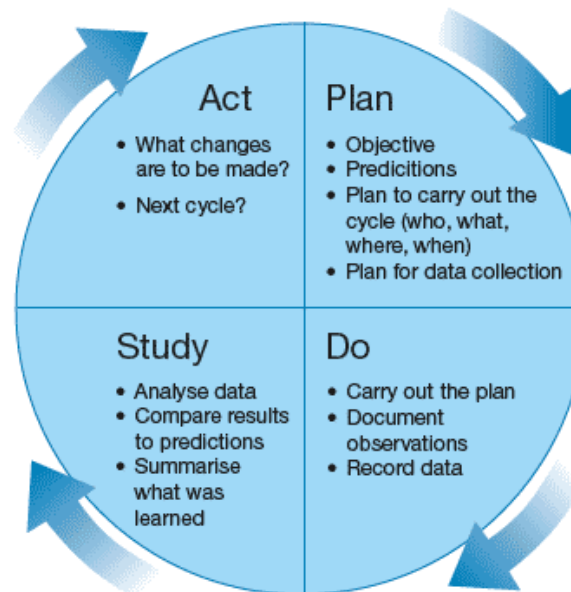 Act
• What changes
are to be made?
• Next cycle?
Plan
• Objective
• Predicitions
• Plan to carry out the
cycle (who, what,
where, when)
• Plan for data collection
Study
• Analyse data
• Compare results
to predictions
• Summarise
what was
learned
Do
• Carry out the plan
• Document
observations
• Record data